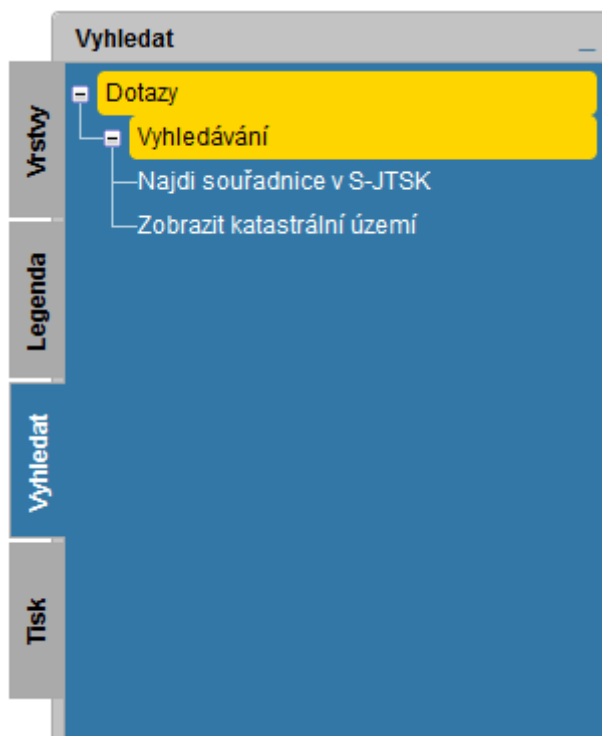 Vyhledat
Vrstvy
Legenda
Vyhledat
Tisk
Dotazy
Vyhledávání
Najdi souřadnice v S-JTSK
Zobrazit katastrální území